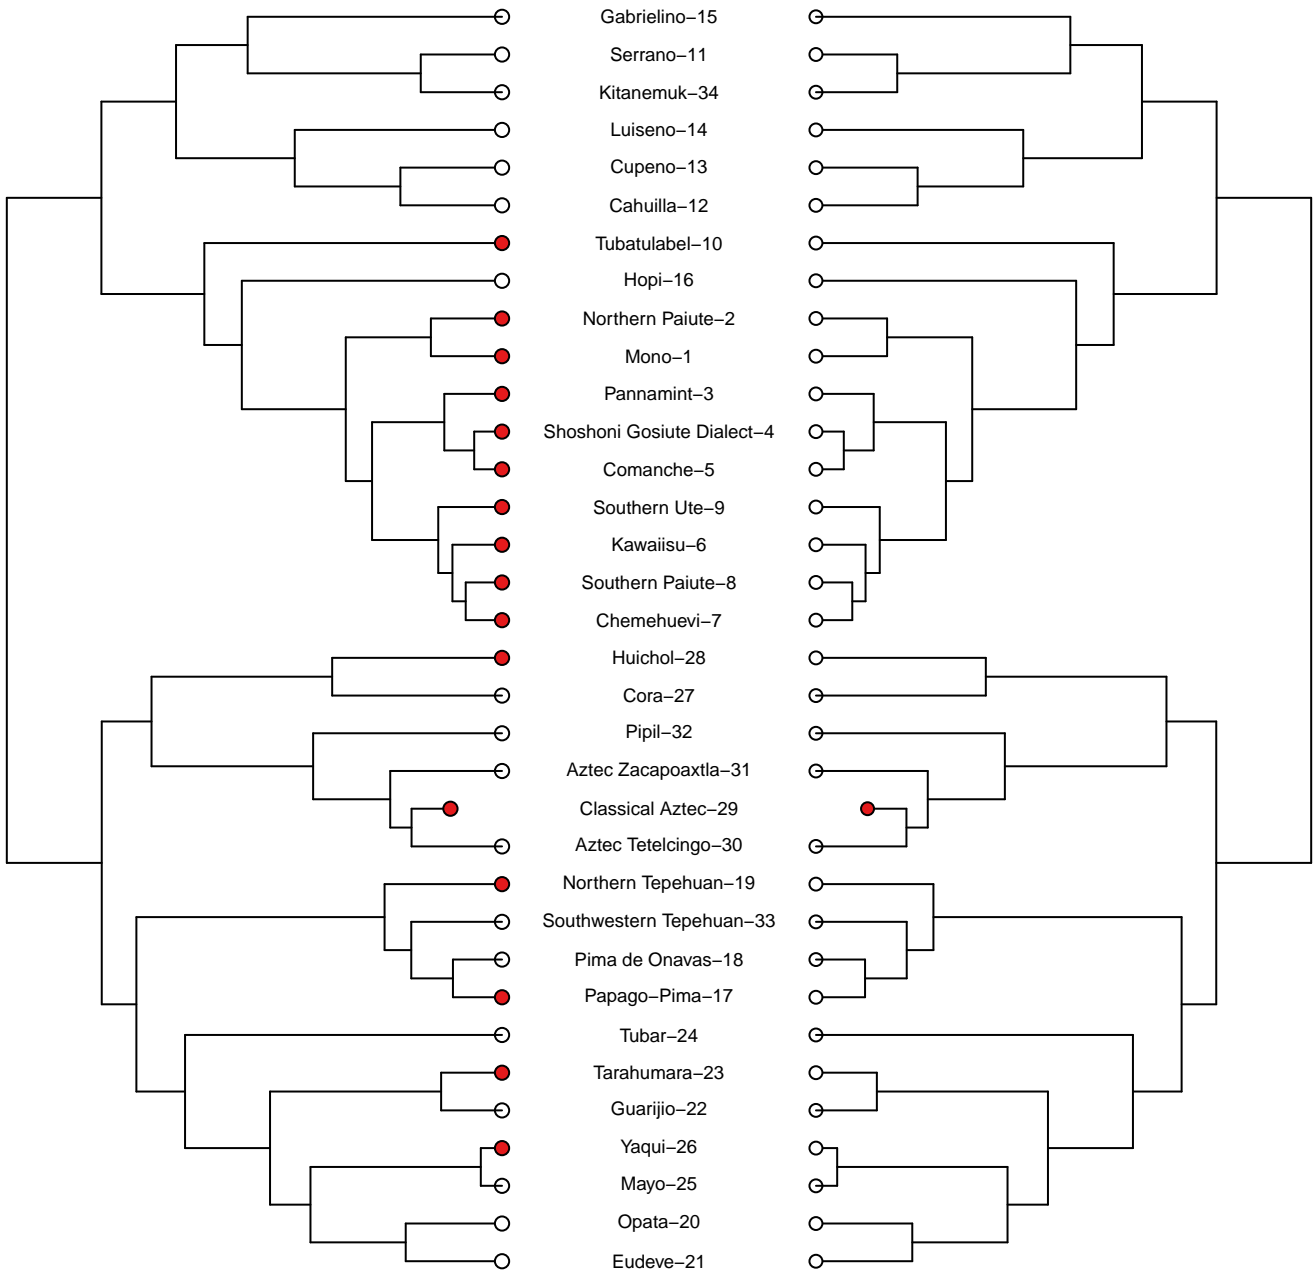 Gabrielino−15
Serrano−11
Kitanemuk−34
Luiseno−14
Cupeno−13
Cahuilla−12
Tubatulabel−10
Hopi−16
Northern Paiute−2
Mono−1
Pannamint−3
Shoshoni Gosiute Dialect−4
Comanche−5
Southern Ute−9
Kawaiisu−6
Southern Paiute−8
Chemehuevi−7
Huichol−28
Cora−27
Pipil−32
Aztec Zacapoaxtla−31
Classical Aztec−29
Aztec Tetelcingo−30
Northern Tepehuan−19
Southwestern Tepehuan−33
Pima de Onavas−18
Papago−Pima−17
Tubar−24
Tarahumara−23
Guarijio−22
Yaqui−26
Mayo−25
Opata−20
Eudeve−21